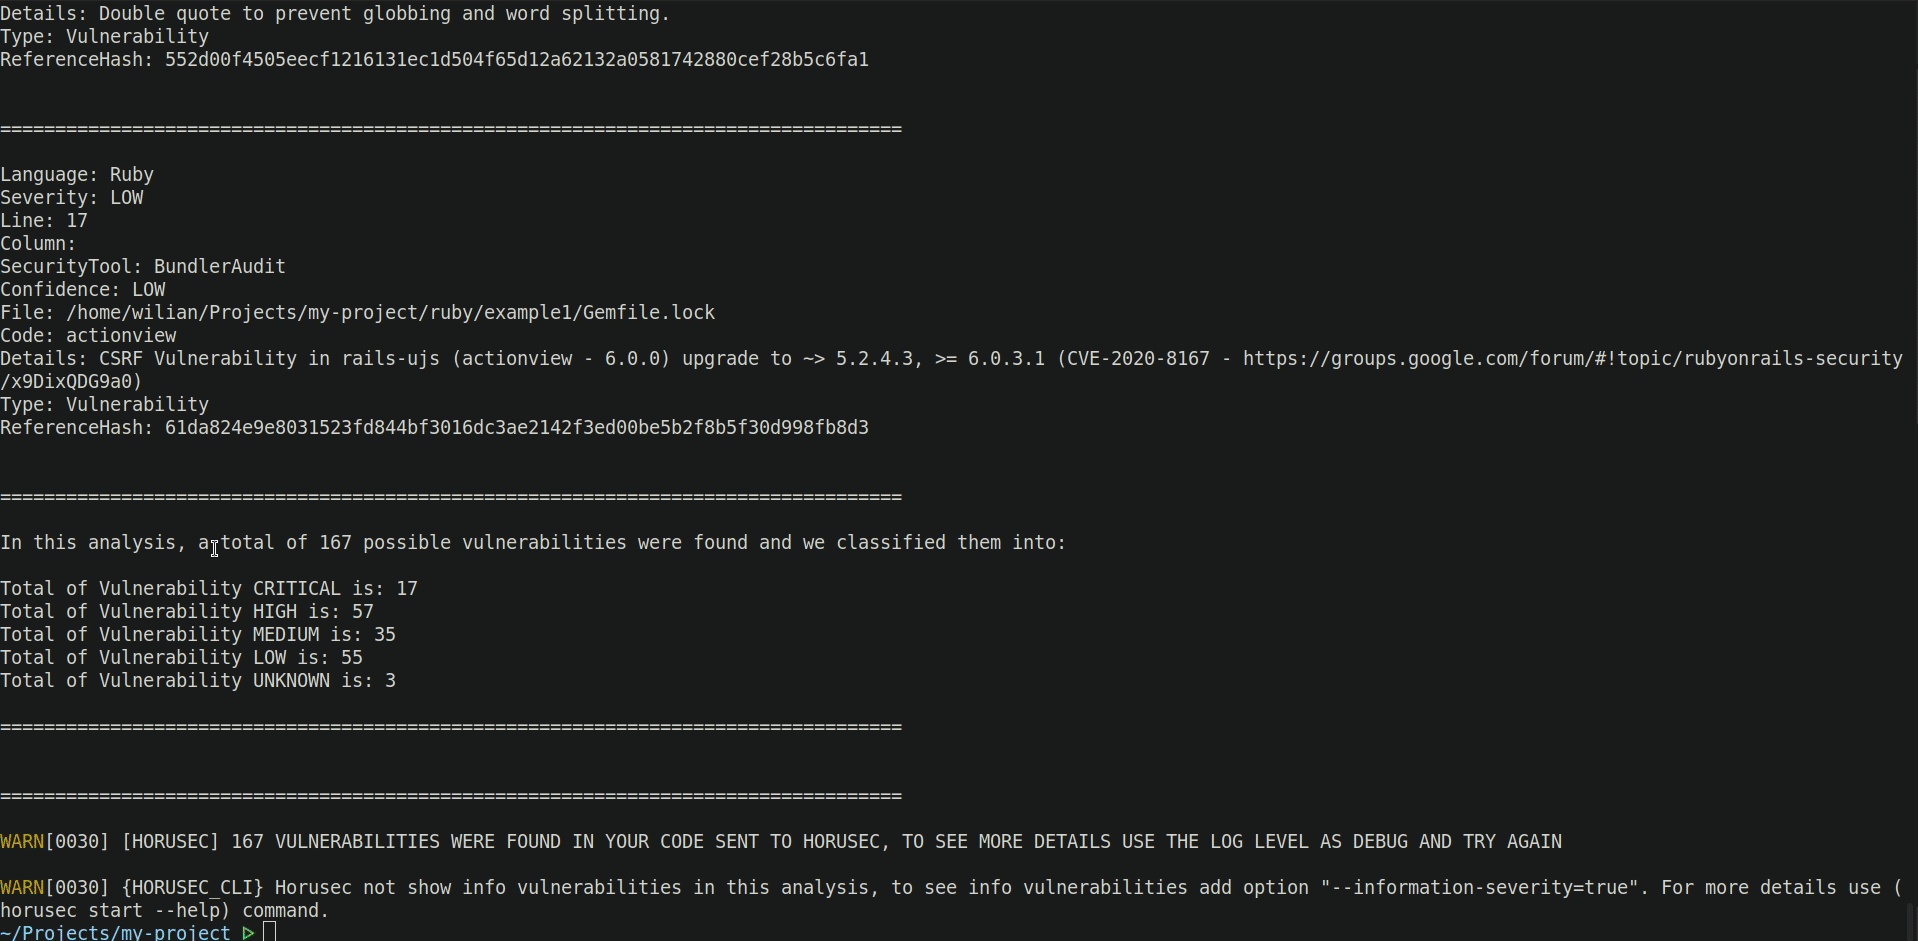 Details: Double quote to prevent globbing and word splitting.
Type: Vulnerability
ReferenceHash: 552d00f4505eecf1216131ec1d504f65d12a62132a0581742880cef28b5c6fa1
==================================================================================
Language: Ruby
Severity: LOW
Line: 17
Column:
SecurityTool: BundlerAudit
Confidence: LOW
File: /home/wilian/Projects/my-project/ruby/example1/Gemfile.lock
Code: actionview
Details: CSRF Vulnerability in rails-ujs (actionview - 6.0.0) upgrade to ~> 5.2.4.3, >= 6.0.3.1 (CVE-2020-8167 - https://groups.google.com/forum/#!topic/rubyonrails-security
/x9DixQDG9a0)
Type: Vulnerability
ReferenceHash: 61da824e9e8031523fd844bf3016dc3ae2142f3ed00be5b2f8b5f30d998fb8d3
==================================================================================
In this analysis, a total of 167 possible vulnerabilities were found and we classified them into:
Total of Vulnerability CRITICAL is: 17
Total of Vulnerability HIGH is: 57
Total of Vulnerability MEDIUM is: 35
Total of Vulnerability LOW is: 55
Total of Vulnerability UNKNOWN is: 3
==================================================================================
==================================================================================
WARN[0030] [HORUSEC] 167 VULNERABILITIES WERE FOUND IN YOUR CODE SENT TO HORUSEC, TO SEE MORE DETAILS USE THE LOG LEVEL AS DEBUG AND TRY AGAIN
WARN[0030] {HORUSEC_CLI} Horusec not show info vulnerabilities in this analysis, to see info vulnerabilities add option "--information-severity=true". For more details use (
horusec start --help) command.
~/Projects/my-project ▷